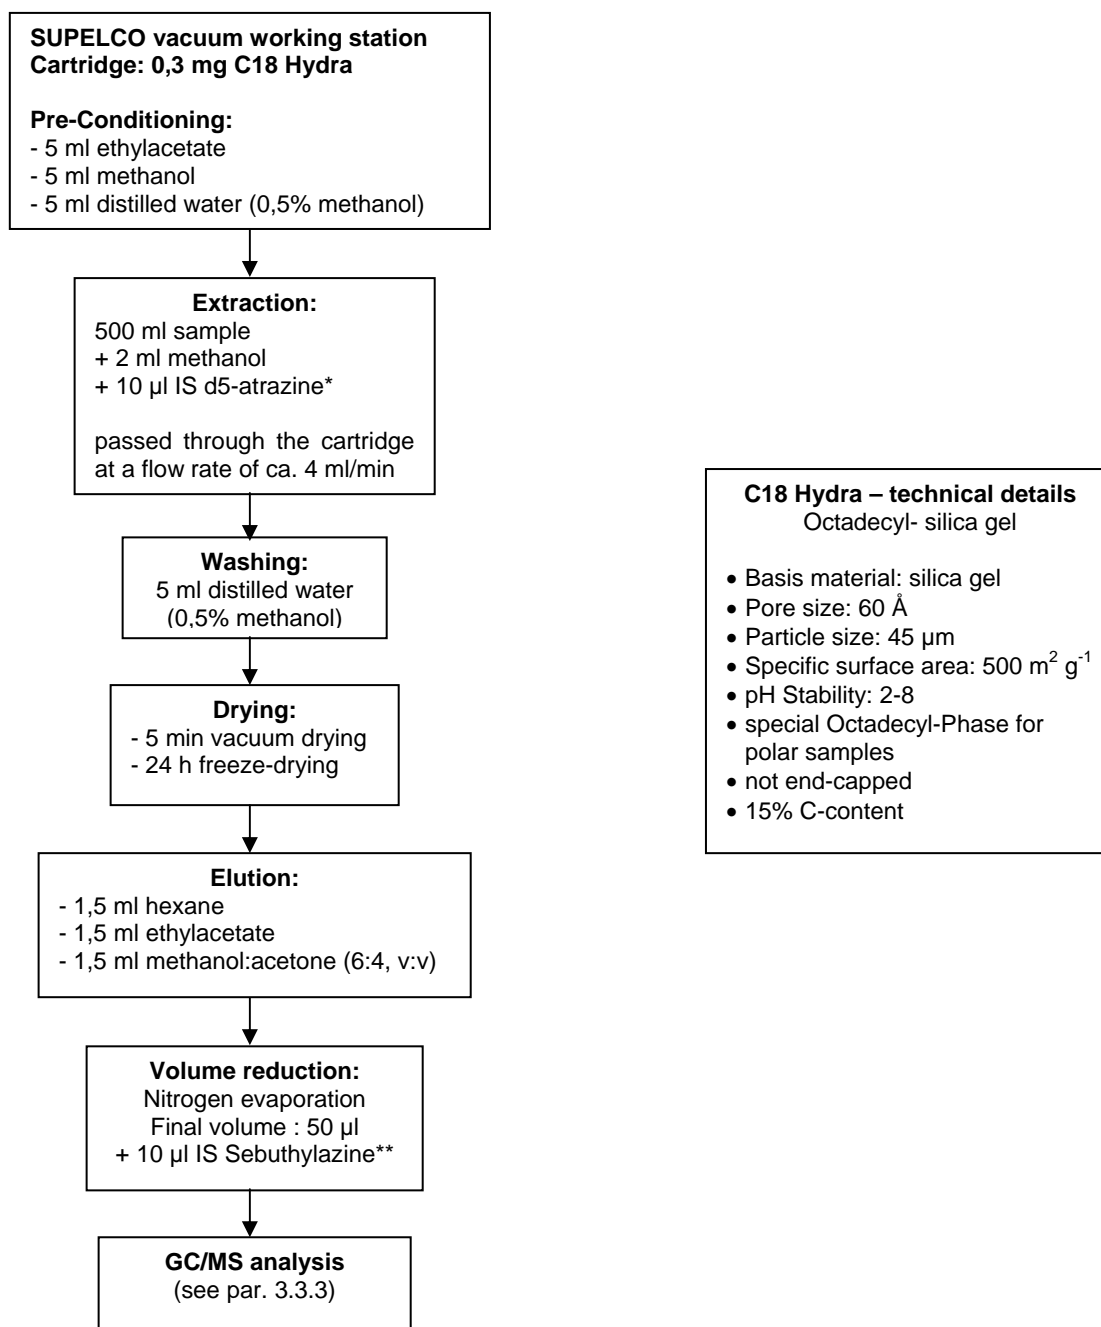 SUPELCO vacuum working station
Cartridge: 0,3 mg C18 Hydra
Pre-Conditioning:
- 5 ml ethylacetate
- 5 ml methanol
- 5 ml distilled water (0,5% methanol)
Extraction:
500 ml sample
+ 2 ml methanol
+ 10 µl IS d5-atrazine*
passed through the cartridge
at a flow rate of ca. 4 ml/min
Washing:
5 ml distilled water
(0,5% methanol)
Drying:
- 5 min vacuum drying
- 24 h freeze-drying
Elution:
- 1,5 ml hexane
- 1,5 ml ethylacetate
- 1,5 ml methanol:acetone (6:4, v:v)
Volume reduction:
Nitrogen evaporation
Final volume : 50 µl
+ 10 µl IS Sebuthylazine**
GC/MS analysis
(see par. 3.3.3)
C18 Hydra – technical details
Octadecyl- silica gel
• Basis material: silica gel
• Pore size: 60 Å
• Particle size: 45 µm
• Specific surface area: 500 m² g⁻¹
• pH Stability: 2-8
• special Octadecyl-Phase for
polar samples
• not end-capped
• 15% C-content